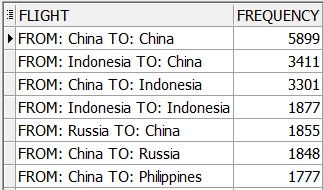 FLIGHT FREQUENCY
FROM: China TO: China 5899
FROM: Indonesia TO: China 3411
FROM: China TO: Indonesia 3301
FROM: Indonesia TO: Indonesia 1877
FROM: Russia TO: China 1855
FROM: China TO: Russia 1848
FROM: China TO: Philippines 1777